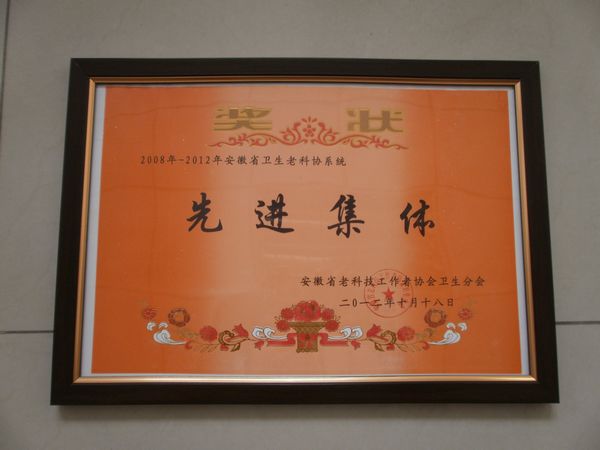 奖状
2008年-2012年安徽省卫生老科协系统
先进集体
安徽省老科技工作者协会卫生分会
二〇一二年十月十八日